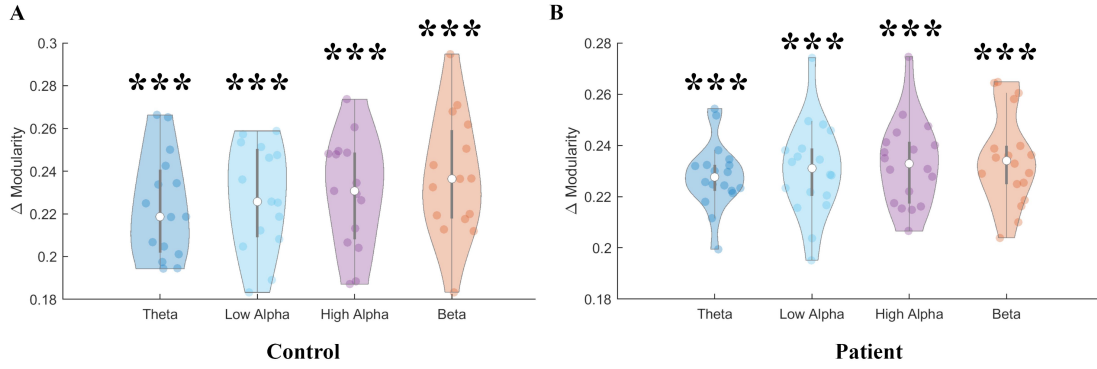 A
B
*** *** *** ***
*** *** *** ***
Δ Modularity
0.3
0.28
0.26
0.24
0.22
0.2
0.18
Theta Low Alpha High Alpha Beta
Control
Δ Modularity
0.28
0.26
0.24
0.22
0.2
0.18
Theta Low Alpha High Alpha Beta
Patient